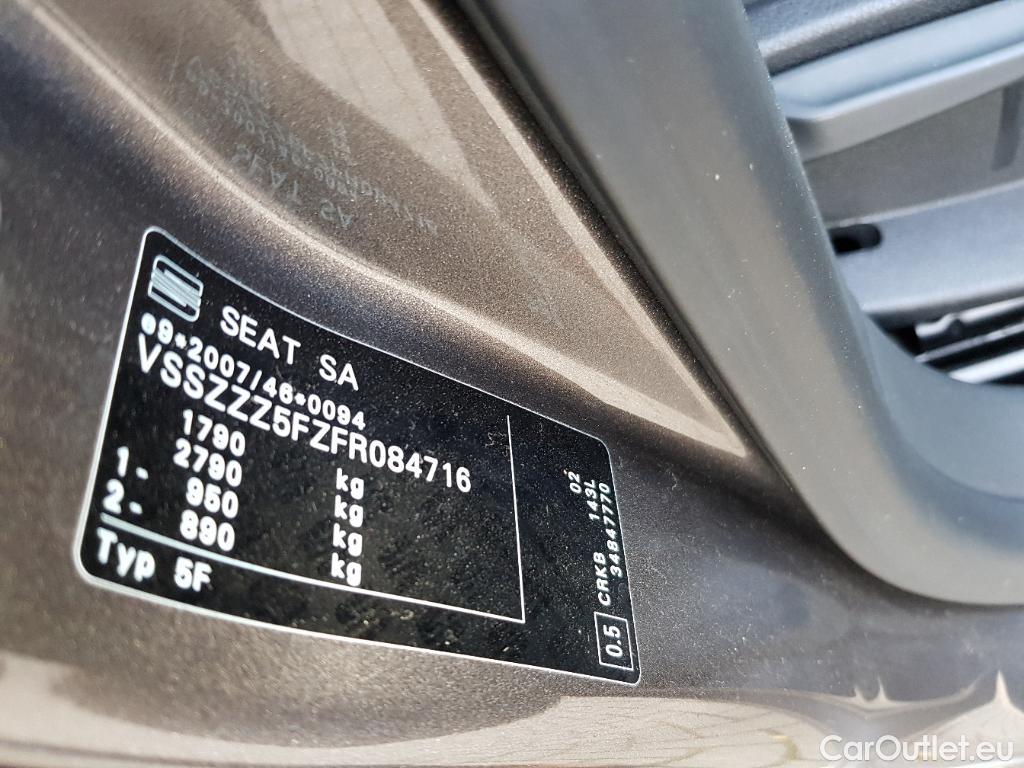 SEAT SA
e9*2007/46*0094
VSSZZZ5FZFR084716
1790 kg
2790 kg
1- 950 kg
2- 890 kg
Typ 5F
02
143L
CRKB 34847770
0.5
CarOutlet.eu